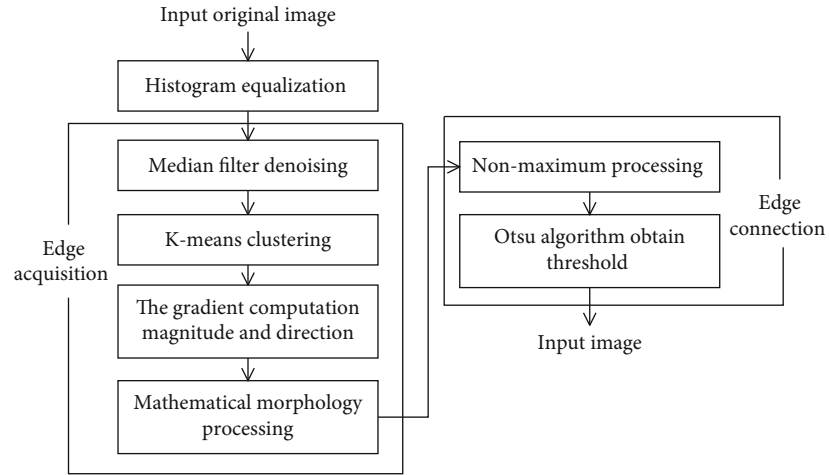 Input original image
Histogram equalization
Median filter denoising
K-means clustering
Edge
acquisition
The gradient computation
magnitude and direction
Mathematical morphology
processing
Non-maximum processing
Otsu algorithm obtain
threshold
Edge
connection
Input image